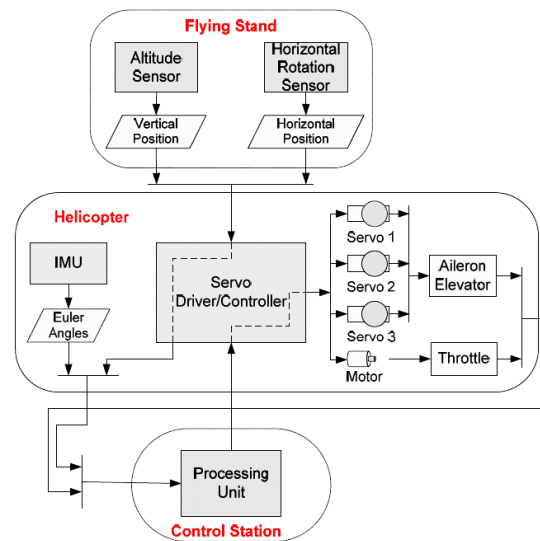 Flying Stand
Altitude
Sensor
Horizontal
Rotation
Sensor
Vertical
Position
Horizontal
Position
Helicopter
IMU
Euler
Angles
Servo
Driver/Controller
Servo 1
Servo 2
Servo 3
Motor
Aileron
Elevator
Throttle
Processing
Unit
Control Station